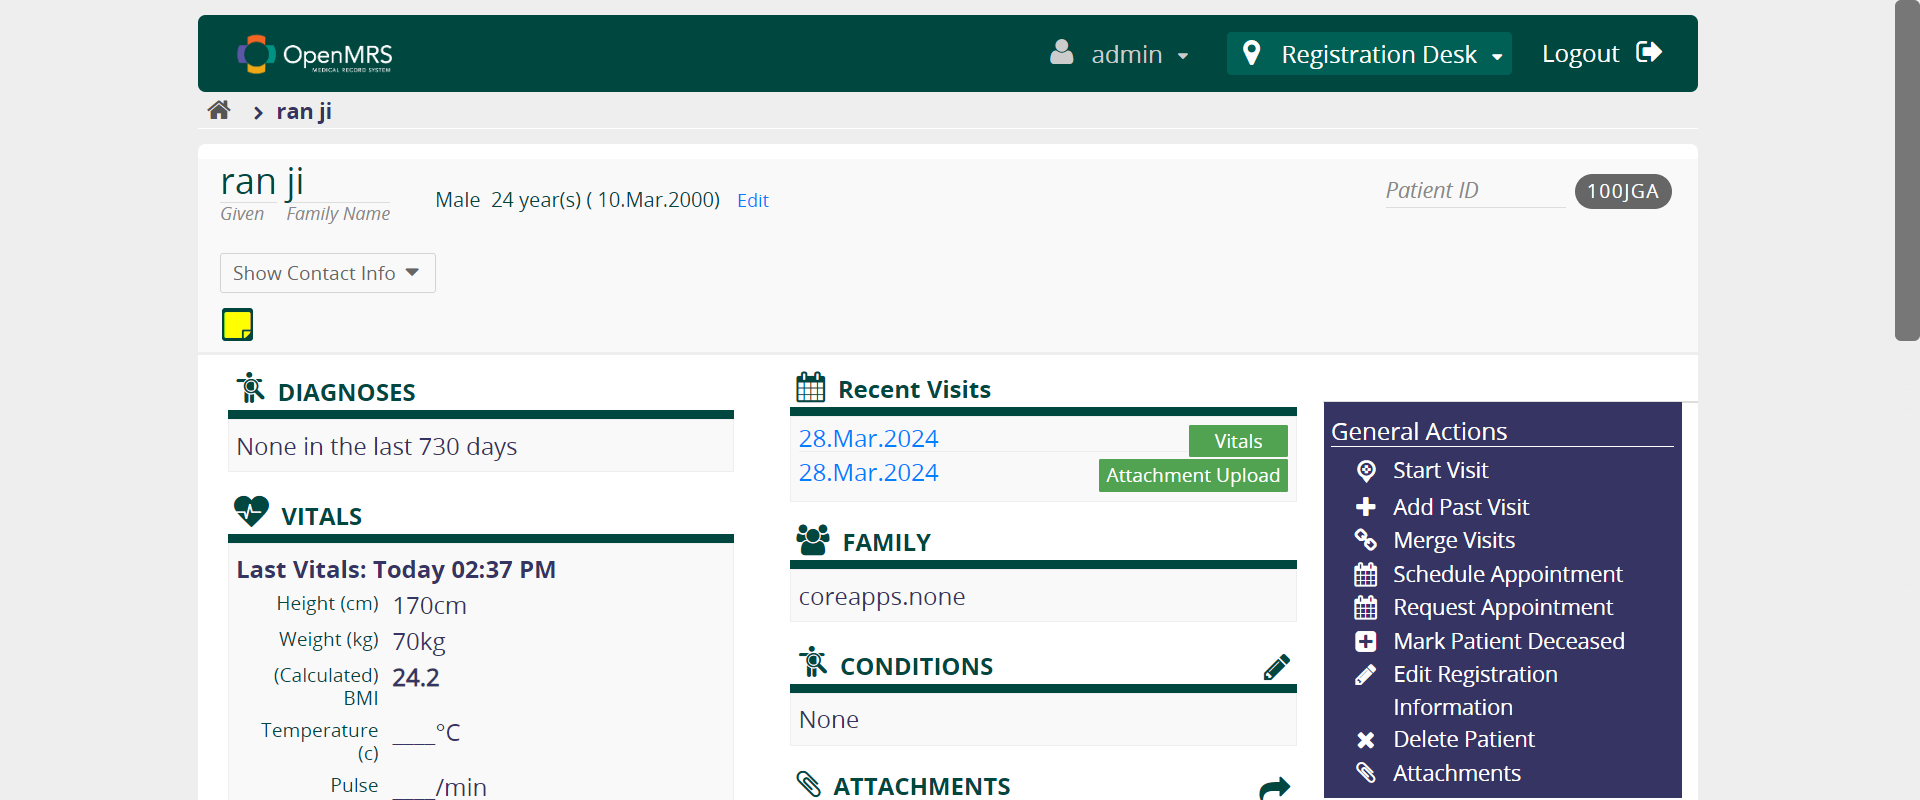 OpenMRS
MEDICAL RECORD SYSTEM
admin
Registration Desk
Logout
ran ji
ran ji
Given Family Name
Male 24 year(s) ( 10.Mar.2000) Edit
Patient ID 100JGA
Show Contact Info
DIAGNOSES
None in the last 730 days
VITALS
Last Vitals: Today 02:37 PM
Height (cm) 170cm
Weight (kg) 70kg
(Calculated) BMI 24.2
Temperature (c) ____°C
Pulse ____/min
Recent Visits
28.Mar.2024 Vitals
28.Mar.2024 Attachment Upload
FAMILY
coreapps.none
CONDITIONS
None
ATTACHMENTS
General Actions
Start Visit
Add Past Visit
Merge Visits
Schedule Appointment
Request Appointment
Mark Patient Deceased
Edit Registration
Information
Delete Patient
Attachments